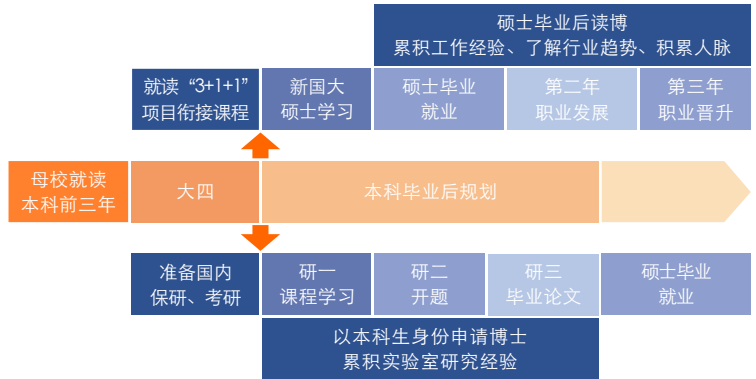 硕士毕业后读博
累积工作经验、了解行业趋势、积累人脉
就读“3+1+1”
项目衔接课程
新国大
硕士学习
硕士毕业
就业
第二年
职业发展
第三年
职业晋升
母校就读
本科前三年
大四
本科毕业后规划
准备国内
保研、考研
研一
课程学习
研二
开题
研三
毕业论文
硕士毕业
就业
以本科生身份申请博士
累积实验室研究经验